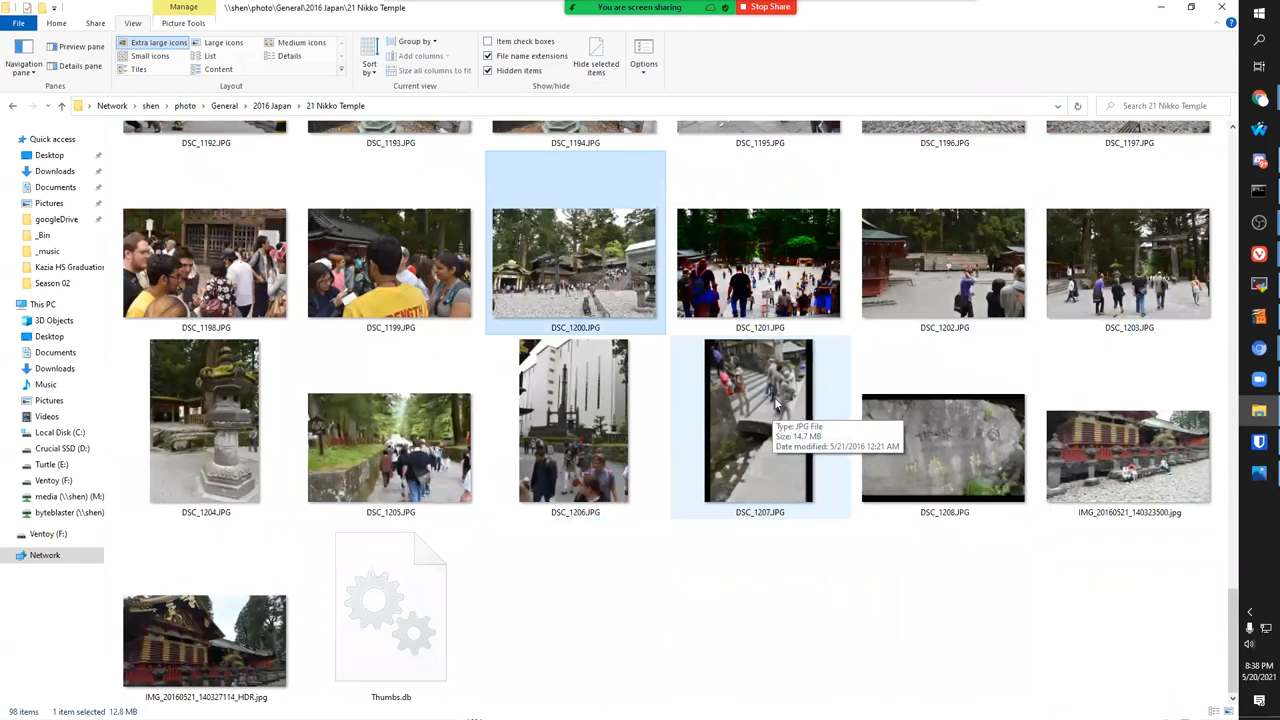 Manage
\\shen\photo\General\2016 Japan\21 Nikko Temple
You are screen sharing
Stop Share
File
Home
Share
View
Picture Tools
Navigation pane
Preview pane
Details pane
Panes
Extra large icons
Large icons
Medium icons
Small icons
List
Details
Tiles
Content
Layout
Sort by
Group by
Add columns
Size all columns to fit
Current view
Item check boxes
File name extensions
Hidden items
Hide selected items
Show/hide
Options
Network > shen > photo > General > 2016 Japan > 21 Nikko Temple
Search 21 Nikko Temple
Quick access
Desktop
Downloads
Documents
Pictures
googleDrive
_Bin
_music
Kazia HS Graduation
Season 02
This PC
3D Objects
Desktop
Documents
Downloads
Music
Pictures
Videos
Local Disk (C:)
Crucial SSD (D:)
Turtle (E:)
Ventoy (F:)
media (\\shen) (M:)
byteblaster (\\shen)
Ventoy (F:)
Network
DSC_1192.JPG
DSC_1193.JPG
DSC_1194.JPG
DSC_1195.JPG
DSC_1196.JPG
DSC_1197.JPG
DSC_1198.JPG
DSC_1199.JPG
DSC_1200.JPG
DSC_1201.JPG
DSC_1202.JPG
DSC_1203.JPG
DSC_1204.JPG
DSC_1205.JPG
DSC_1206.JPG
DSC_1207.JPG
DSC_1208.JPG
IMG_20160521_140323500.jpg
Type: JPG File
Size: 14.7 MB
Date modified: 5/21/2016 12:21 AM
IMG_20160521_140327114_HDR.jpg
Thumbs.db
98 items
1 item selected 12.8 MB
8:38 PM
5/20/2021